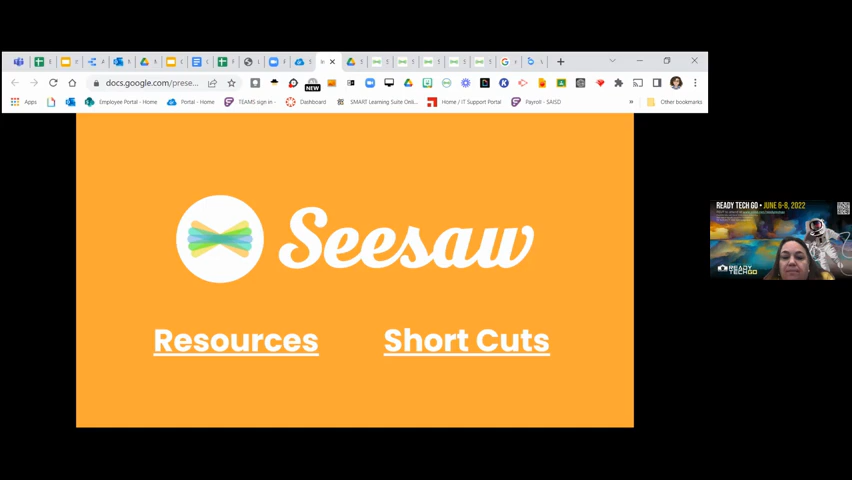 docs.google.com/prese...
NEW
Apps
Employee Portal - Home
Portal - Home
TEAMS sign in -
Dashboard
SMART Learning Suite Onli...
Home / IT Support Portal
Payroll - SAISD
»
Other bookmarks
READY TECH GO • JUNE 6-8, 2022
READY
TECHGO
Seesaw
Resources
Short Cuts